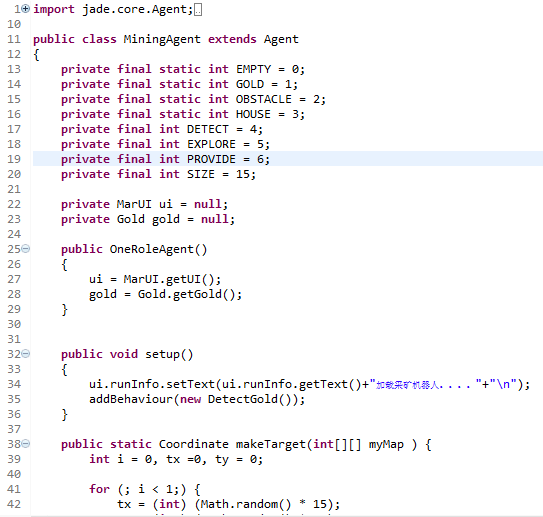 1 import jade.core.Agent;
10
11 public class MiningAgent extends Agent
12 {
13     private final static int EMPTY = 0;
14     private final static int GOLD = 1;
15     private final static int OBSTACLE = 2;
16     private final static int HOUSE = 3;
17     private final int DETECT = 4;
18     private final int EXPLORE = 5;
19     private final int PROVIDE = 6;
20     private final int SIZE = 15;
21
22     private MarUI ui = null;
23     private Gold gold = null;
24
25     public OneRoleAgent()
26     {
27         ui = MarUI.getUI();
28         gold = Gold.getGold();
29     }
30
31
32     public void setup()
33     {
34         ui.runInfo.setText(ui.runInfo.getText()+"加载采矿机器人...."+"\n");
35         addBehaviour(new DetectGold());
36     }
37
38     public static Coordinate makeTarget(int[][] myMap ) {
39         int i = 0, tx =0, ty = 0;
40
41         for (; i < 1;) {
42             tx = (int) (Math.random() * 15);